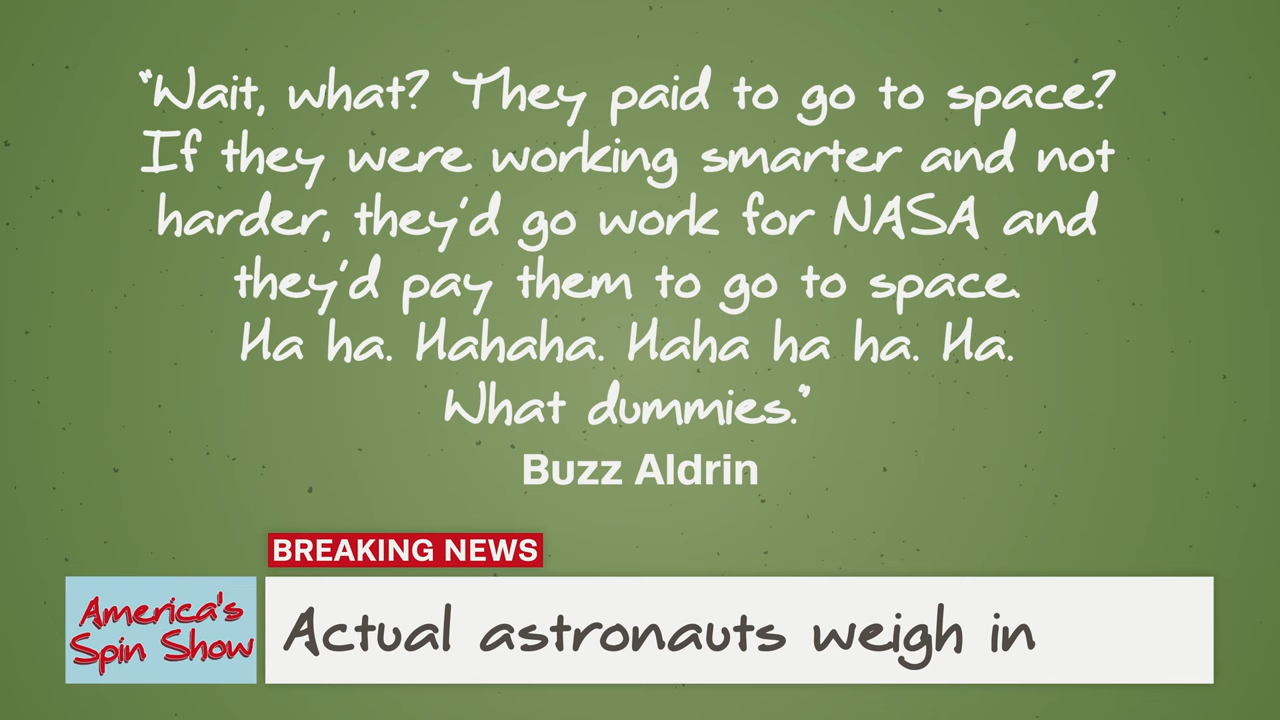 "Wait, what? They paid to go to space?
If they were working smarter and not
harder, they'd go work for NASA and
they'd pay them to go to space.
Ha ha. Hahaha. Haha ha ha. Ha.
What dummies."
Buzz Aldrin
BREAKING NEWS
America's
Spin Show
Actual astronauts weigh in